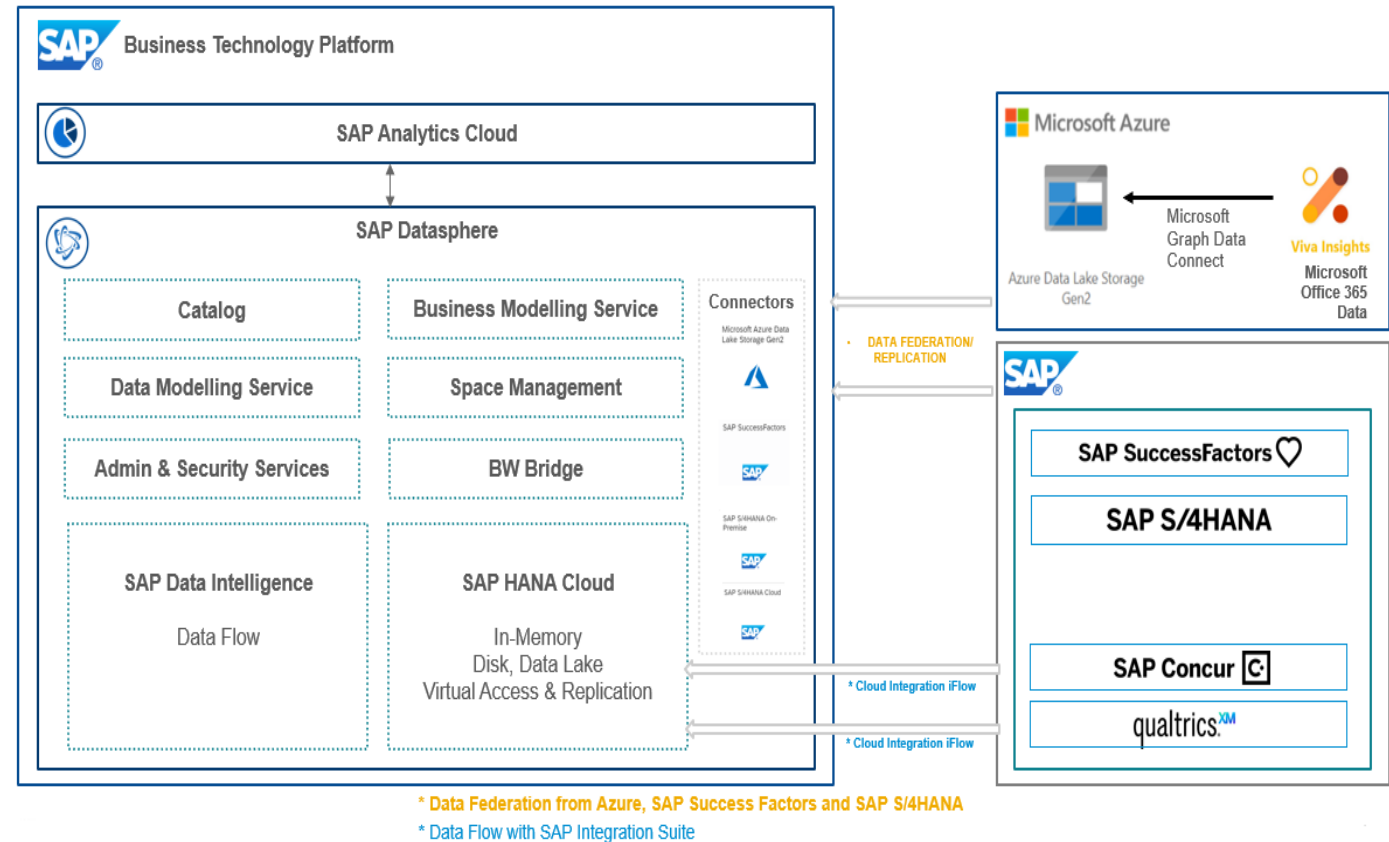 SAP®
Business Technology Platform
SAP Analytics Cloud
SAP Datasphere
Catalog
Business Modelling Service
Data Modelling Service
Space Management
Admin & Security Services
BW Bridge
SAP Data Intelligence
Data Flow
SAP HANA Cloud
In-Memory
Disk, Data Lake
Virtual Access & Replication
Connectors
Microsoft Azure Data
Lake Storage Gen2
SAP SuccessFactors
SAP
SAP S/4HANA On-
Premise
SAP
SAP S/4HANA Cloud
SAP
• DATA FEDERATION/
REPLICATION
* Cloud Integration iFlow
* Cloud Integration iFlow
Microsoft Azure
Azure Data Lake Storage
Gen2
Microsoft
Graph Data
Connect
Viva Insights
Microsoft
Office 365
Data
SAP®
SAP SuccessFactors
SAP S/4HANA
SAP Concur C
qualtrics.XM
* Data Federation from Azure, SAP Success Factors and SAP S/4HANA
* Data Flow with SAP Integration Suite